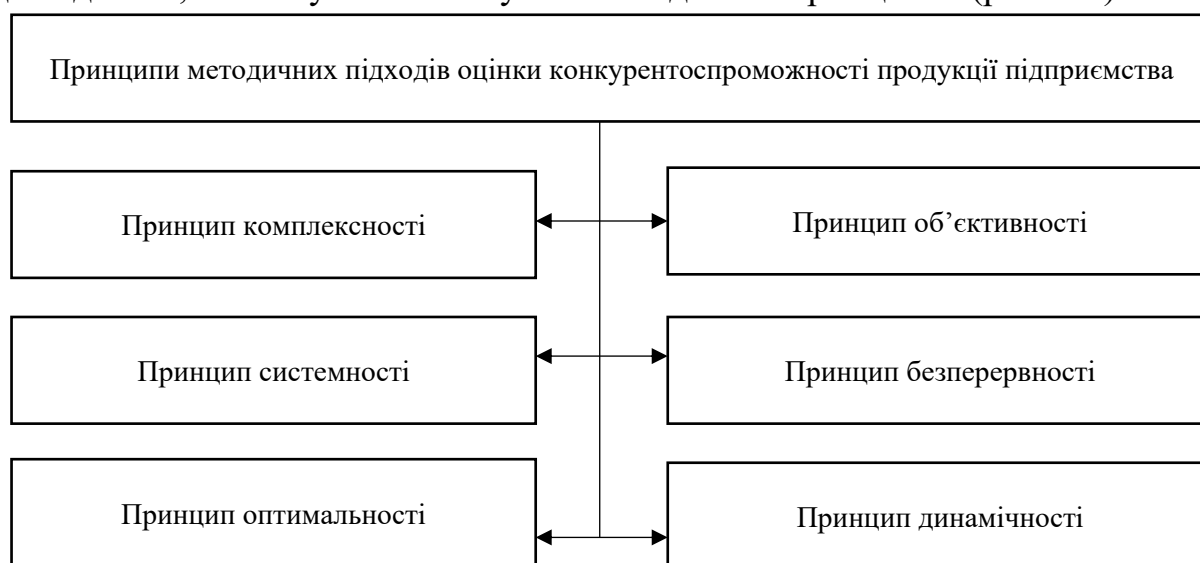 Принципи методичних підходів оцінки конкурентоспроможності продукції підприємства
Принцип комплексності
Принцип об’єктивності
Принцип системності
Принцип безперервності
Принцип оптимальності
Принцип динамічності